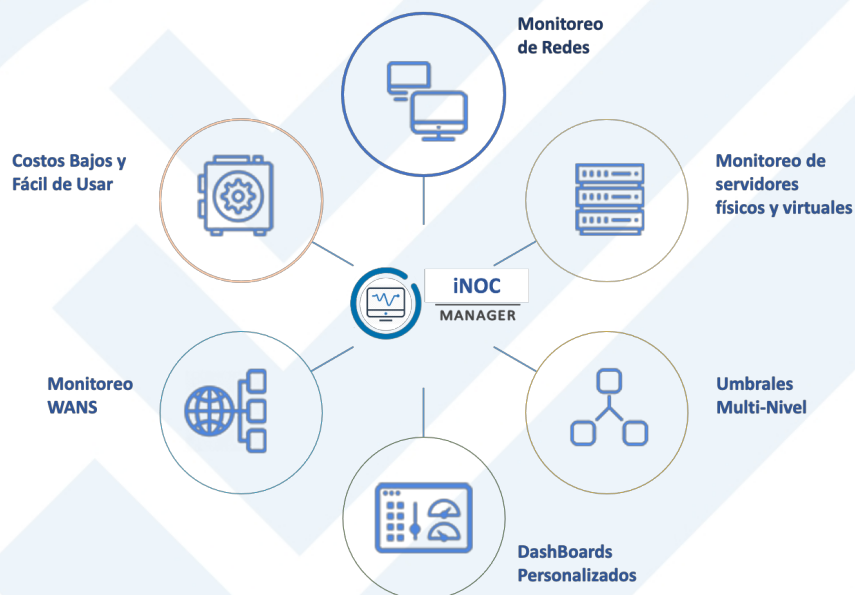 Monitoreo
de Redes
Costos Bajos y
Fácil de Usar
Monitoreo de
servidores
físicos y virtuales
iNOC
MANAGER
Monitoreo
WANS
Umbrales
Multi-Nivel
DashBoards
Personalizados